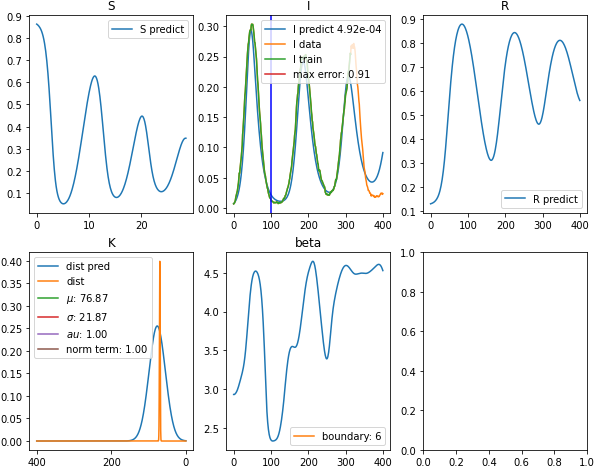 S
0.9
0.8
0.7
0.6
0.5
0.4
0.3
0.2
0.1
0 10 20
S predict
I
0.30
0.25
0.20
0.15
0.10
0.05
0.00
0 100 200 300 400
I predict 4.92e-04
I data
I train
max error: 0.91
R
0.9
0.8
0.7
0.6
0.5
0.4
0.3
0.2
0.1
0 100 200 300 400
R predict
K
0.40
0.35
0.30
0.25
0.20
0.15
0.10
0.05
0.00
400 200 0
dist pred
dist
μ: 76.87
σ: 21.87
au: 1.00
norm term: 1.00
beta
4.5
4.0
3.5
3.0
2.5
0 100 200 300 400
boundary: 6
1.0
0.8
0.6
0.4
0.2
0.0
0.0 0.2 0.4 0.6 0.8 1.0